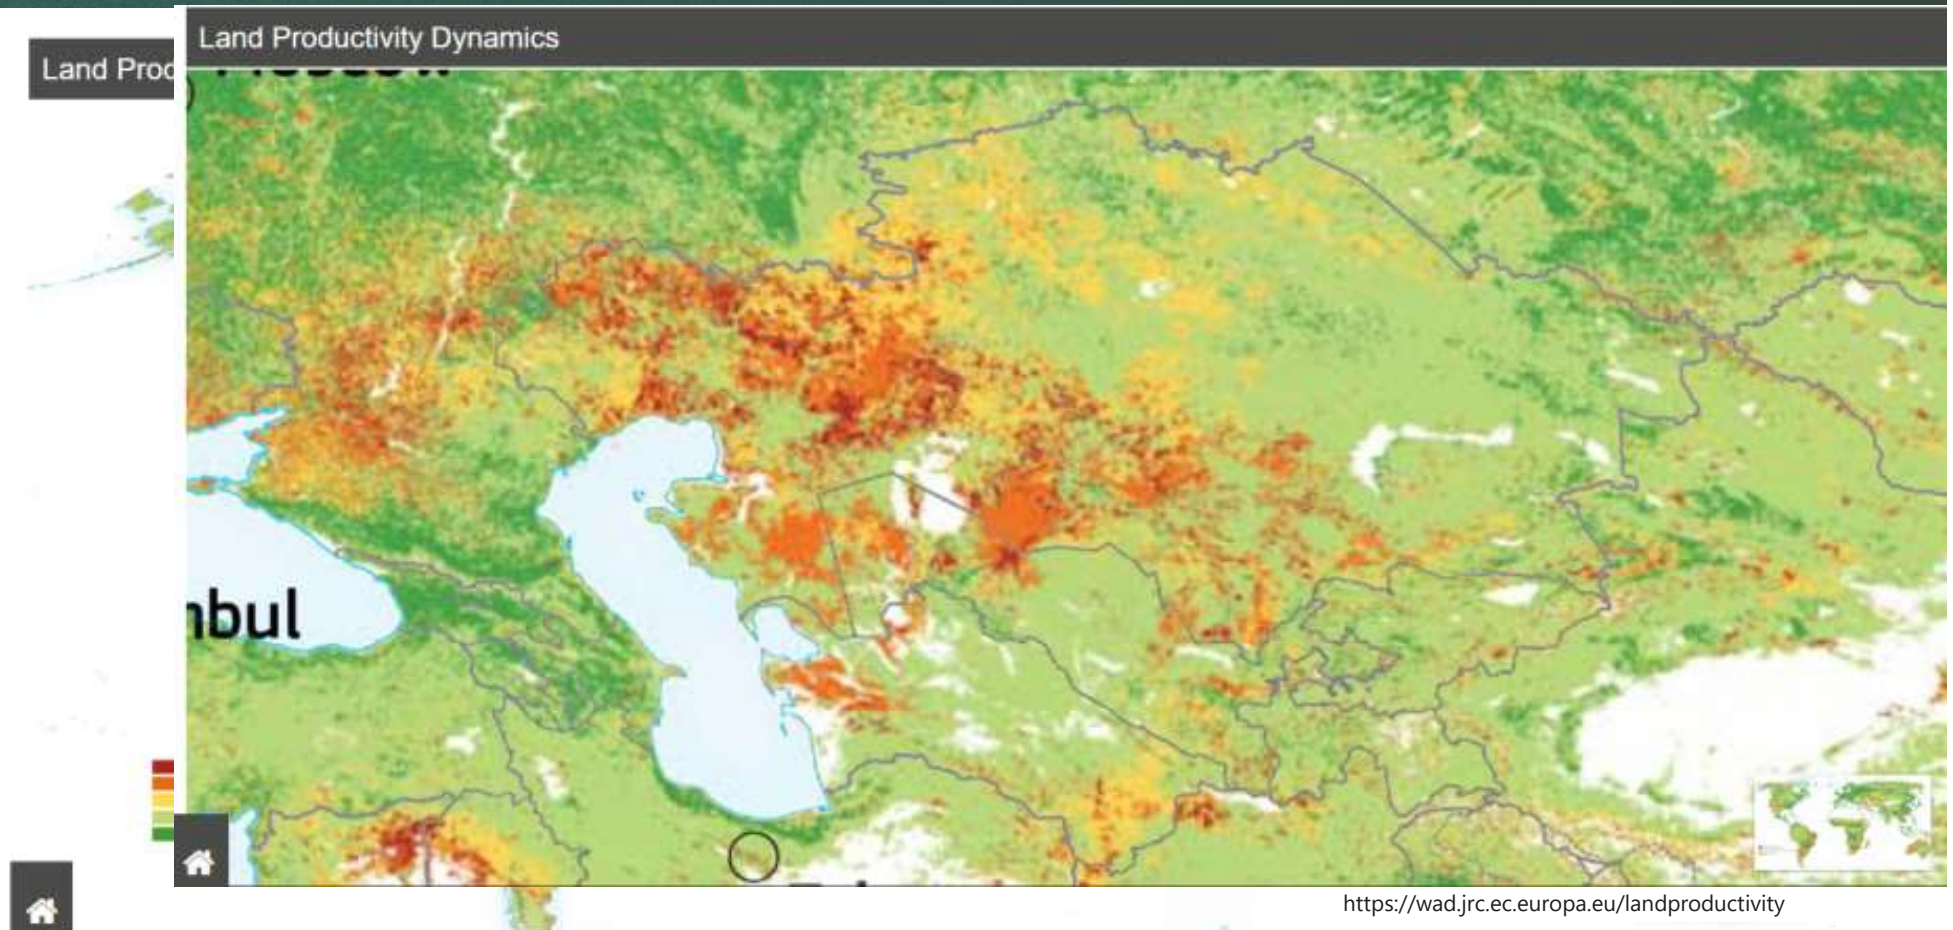 Land Productivity Dynamics
Land Prod
nbul
https://wad.jrc.ec.europa.eu/landproductivity